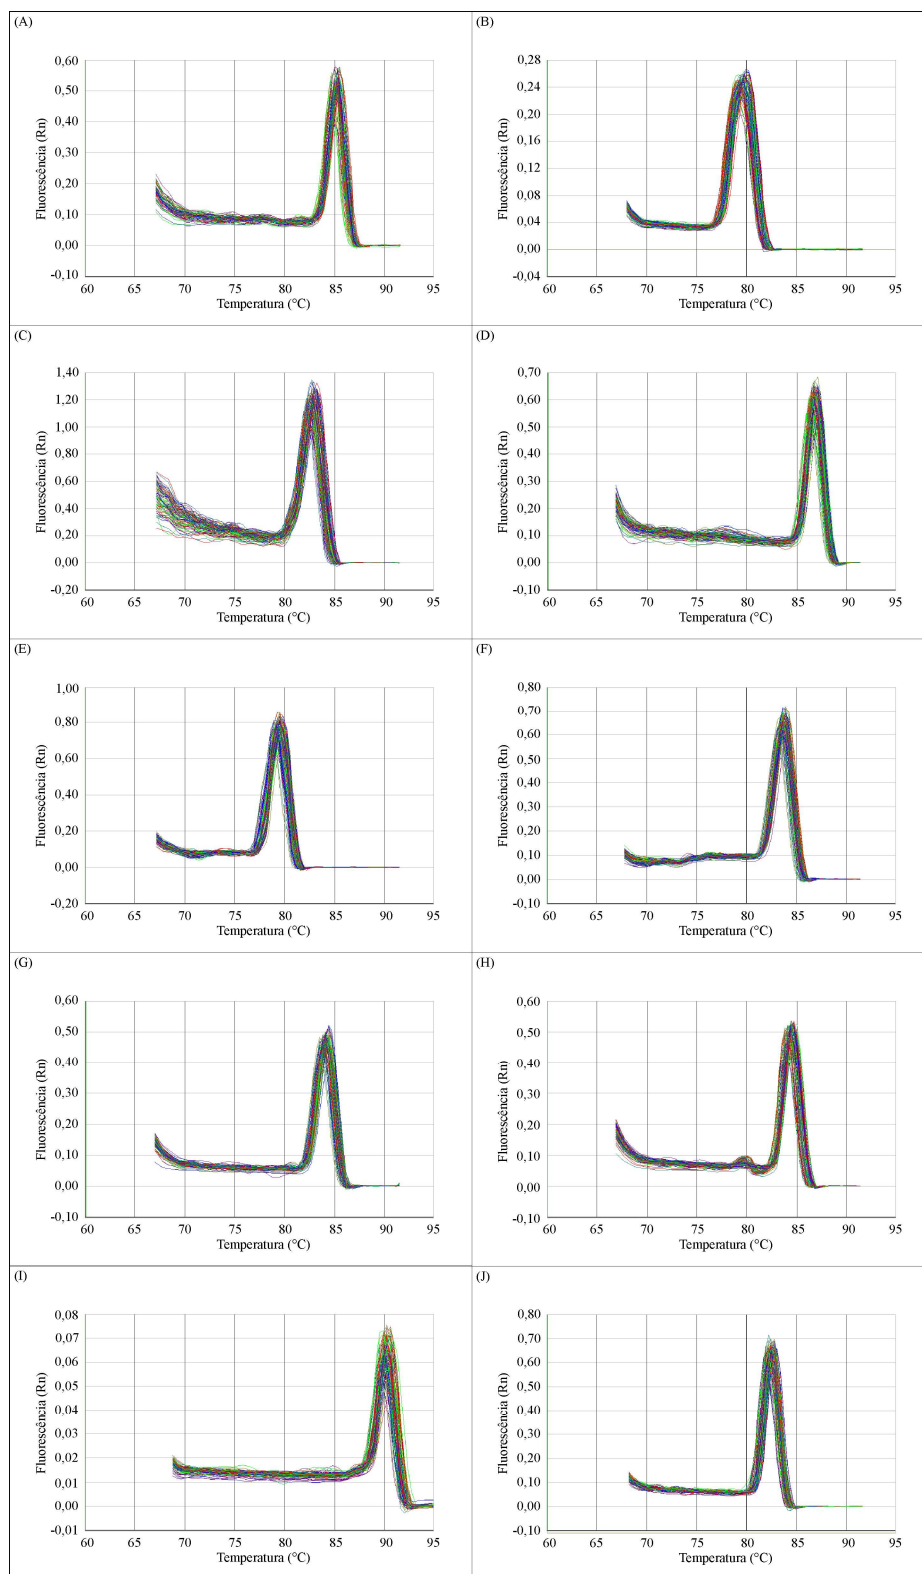 (A)
0,60
0,50
0,40
0,30
0,20
0,10
0,00
-0,10
60 65 70 75 80 85 90 95
Fluorescência (Rn)
Temperatura (°C)
(B)
0,28
0,24
0,20
0,16
0,12
0,08
0,04
0,00
-0,04
60 65 70 75 80 85 90 95
Fluorescência (Rn)
Temperatura (°C)
(C)
1,40
1,20
1,00
0,80
0,60
0,40
0,20
0,00
-0,20
60 65 70 75 80 85 90 95
Fluorescência (Rn)
Temperatura (°C)
(D)
0,70
0,60
0,50
0,40
0,30
0,20
0,10
0,00
-0,10
60 65 70 75 80 85 90 95
Fluorescência (Rn)
Temperatura (°C)
(E)
1,00
0,80
0,60
0,40
0,20
0,00
-0,20
60 65 70 75 80 85 90 95
Fluorescência (Rn)
Temperatura (°C)
(F)
0,80
0,70
0,60
0,50
0,40
0,30
0,20
0,10
0,00
-0,10
60 65 70 75 80 85 90 95
Fluorescência (Rn)
Temperatura (°C)
(G)
0,60
0,50
0,40
0,30
0,20
0,10
0,00
-0,10
60 65 70 75 80 85 90 95
Fluorescência (Rn)
Temperatura (°C)
(H)
0,60
0,50
0,40
0,30
0,20
0,10
0,00
-0,10
60 65 70 75 80 85 90 95
Fluorescência (Rn)
Temperatura (°C)
(I)
0,08
0,07
0,06
0,05
0,04
0,03
0,02
0,01
0,00
-0,01
60 65 70 75 80 85 90 95
Fluorescência (Rn)
Temperatura (°C)
(J)
0,80
0,70
0,60
0,50
0,40
0,30
0,20
0,10
0,00
-0,10
60 65 70 75 80 85 90 95
Fluorescência (Rn)
Temperatura (°C)